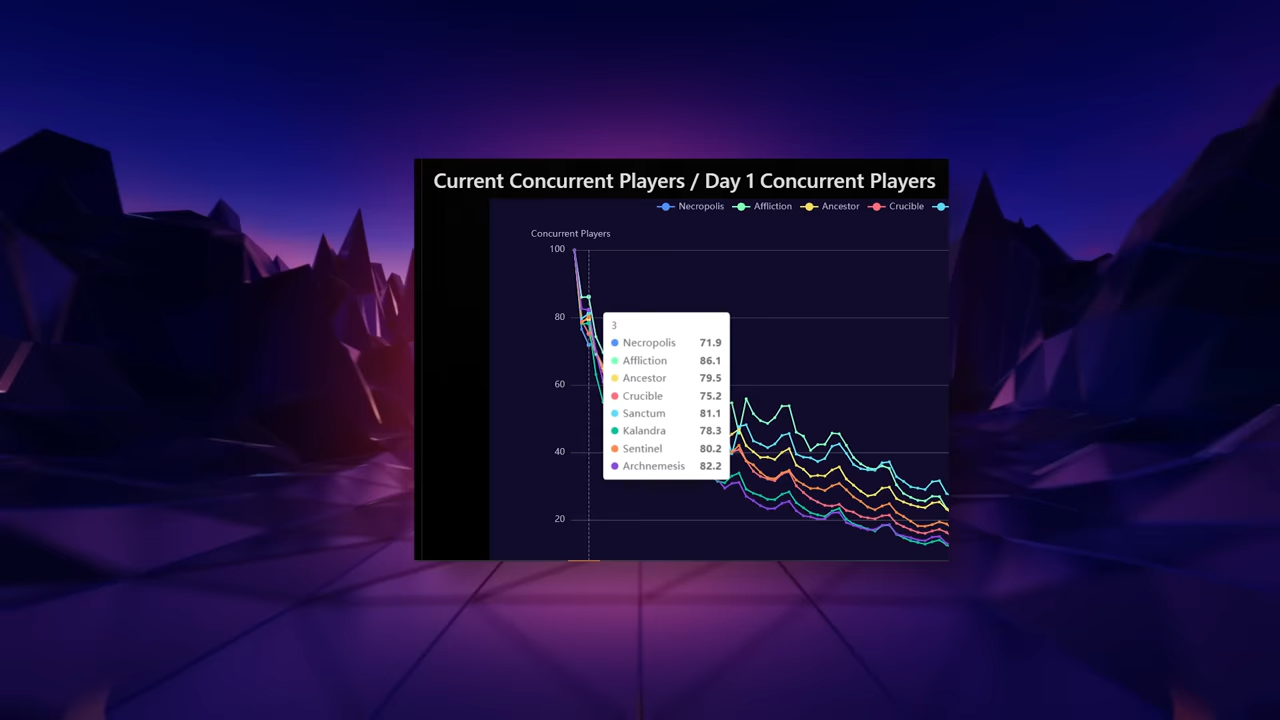 Current Concurrent Players / Day 1 Concurrent Players
Necropolis Affliction Ancestor Crucible
Concurrent Players
100
80
60
40
20
3
Necropolis 71.9
Affliction 86.1
Ancestor 79.5
Crucible 75.2
Sanctum 81.1
Kalandra 78.3
Sentinel 80.2
Archnemesis 82.2